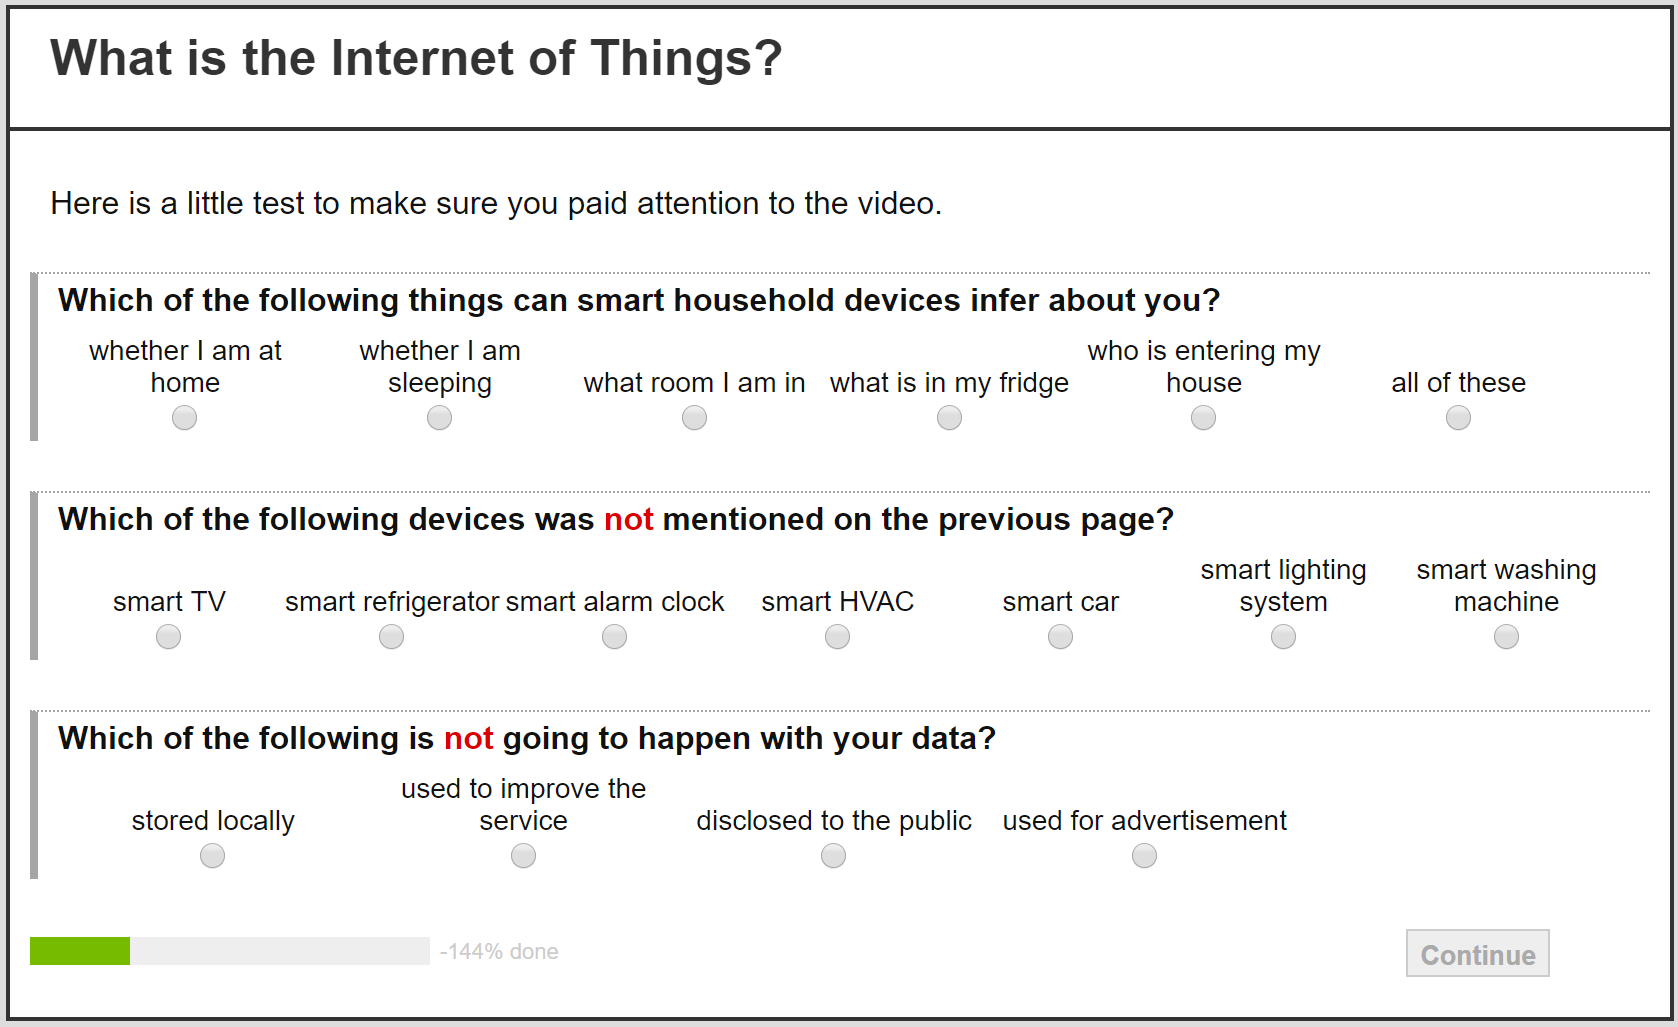 What is the Internet of Things?
Here is a little test to make sure you paid attention to the video.
Which of the following things can smart household devices infer about you?
whether I am at home
whether I am sleeping
what room I am in
what is in my fridge
who is entering my house
all of these
Which of the following devices was not mentioned on the previous page?
smart TV
smart refrigerator
smart alarm clock
smart HVAC
smart car
smart lighting system
smart washing machine
Which of the following is not going to happen with your data?
stored locally
used to improve the service
disclosed to the public
used for advertisement
-144% done
Continue